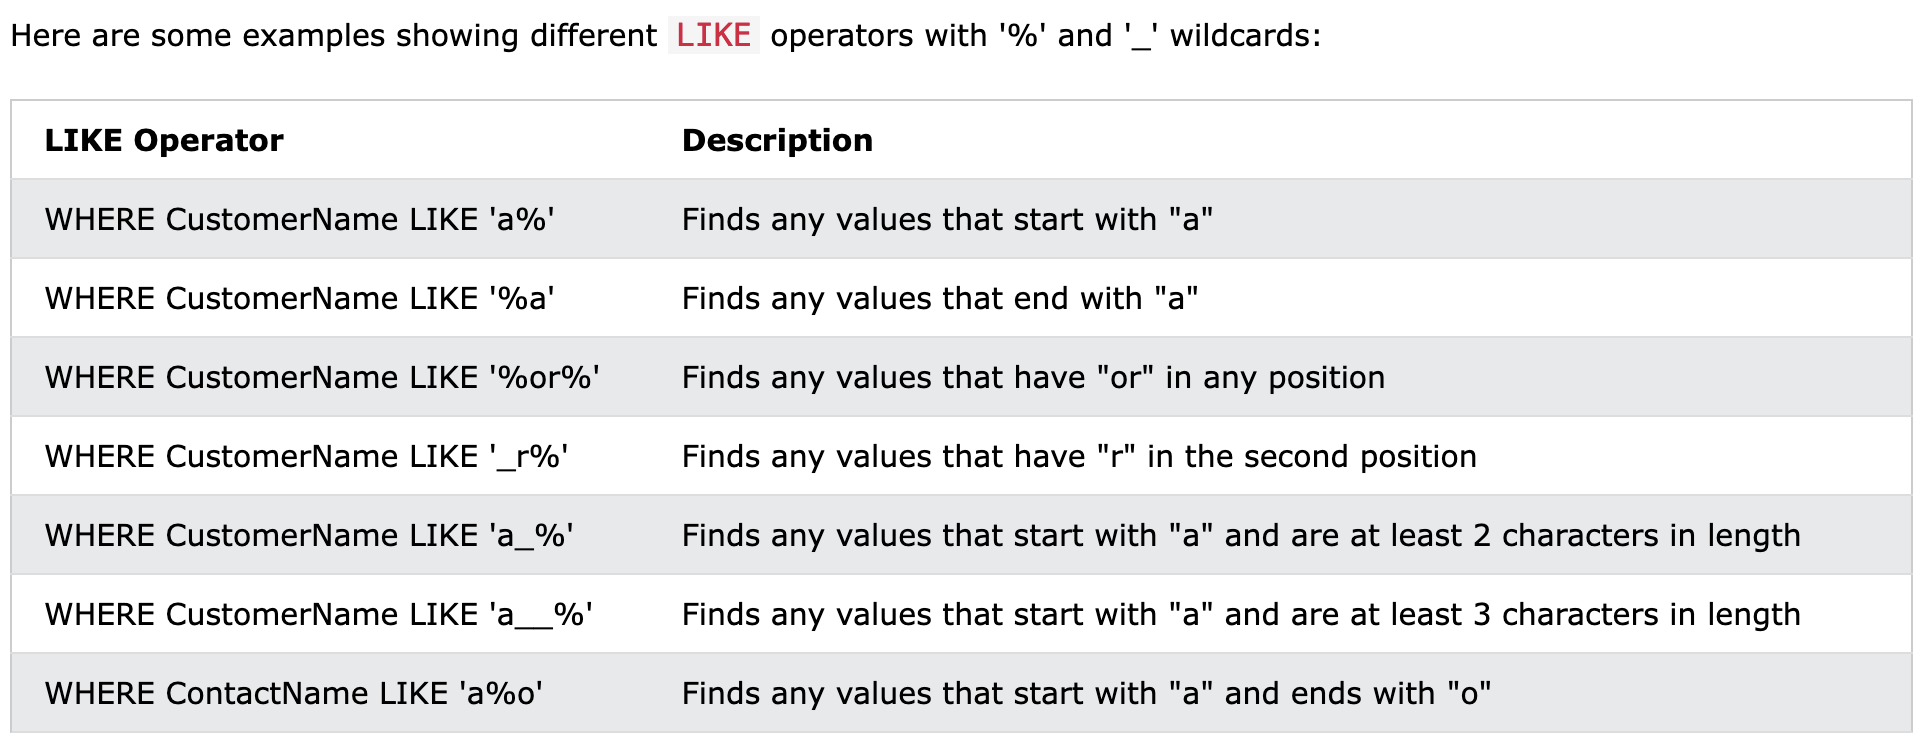 Here are some examples showing different LIKE operators with '%' and '_' wildcards:
LIKE Operator Description
WHERE CustomerName LIKE 'a%' Finds any values that start with "a"
WHERE CustomerName LIKE '%a' Finds any values that end with "a"
WHERE CustomerName LIKE '%or%' Finds any values that have "or" in any position
WHERE CustomerName LIKE '_r%' Finds any values that have "r" in the second position
WHERE CustomerName LIKE 'a_%' Finds any values that start with "a" and are at least 2 characters in length
WHERE CustomerName LIKE 'a__%' Finds any values that start with "a" and are at least 3 characters in length
WHERE ContactName LIKE 'a%o' Finds any values that start with "a" and ends with "o"